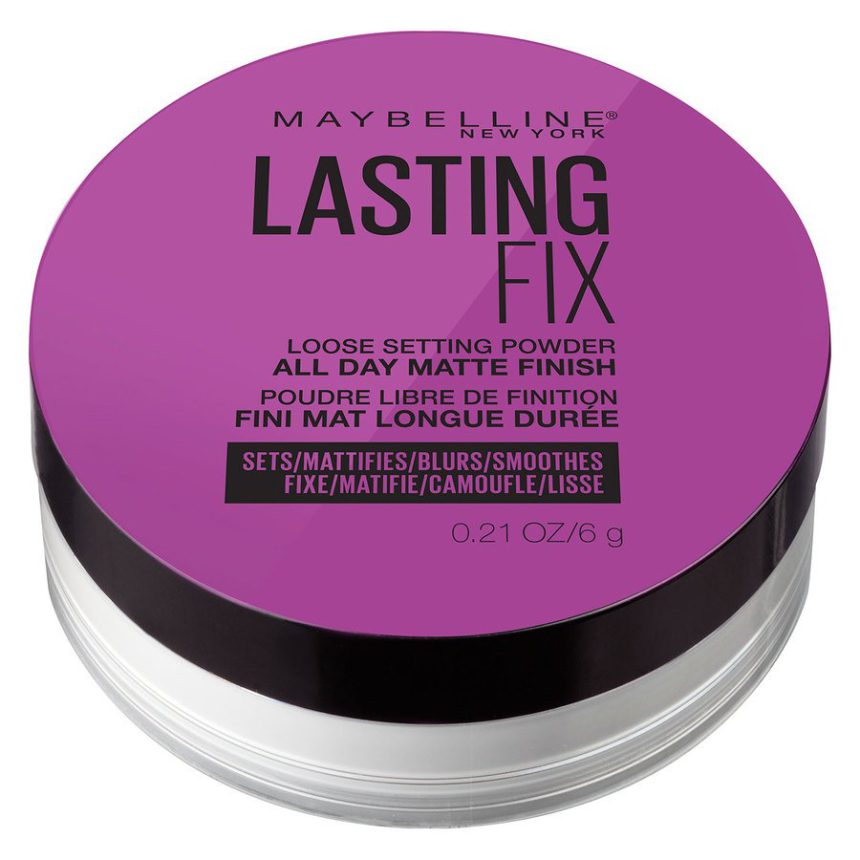 MAYBELLINE®
NEW YORK
LASTING
FIX
LOOSE SETTING POWDER
ALL DAY MATTE FINISH
POUDRE LIBRE DE FINITION
FINI MAT LONGUE DURÉE
SETS/MATTIFIES/BLURS/SMOOTHES
FIXE/MATIFIE/CAMOUFLE/LISSE
0.21 OZ/6 g